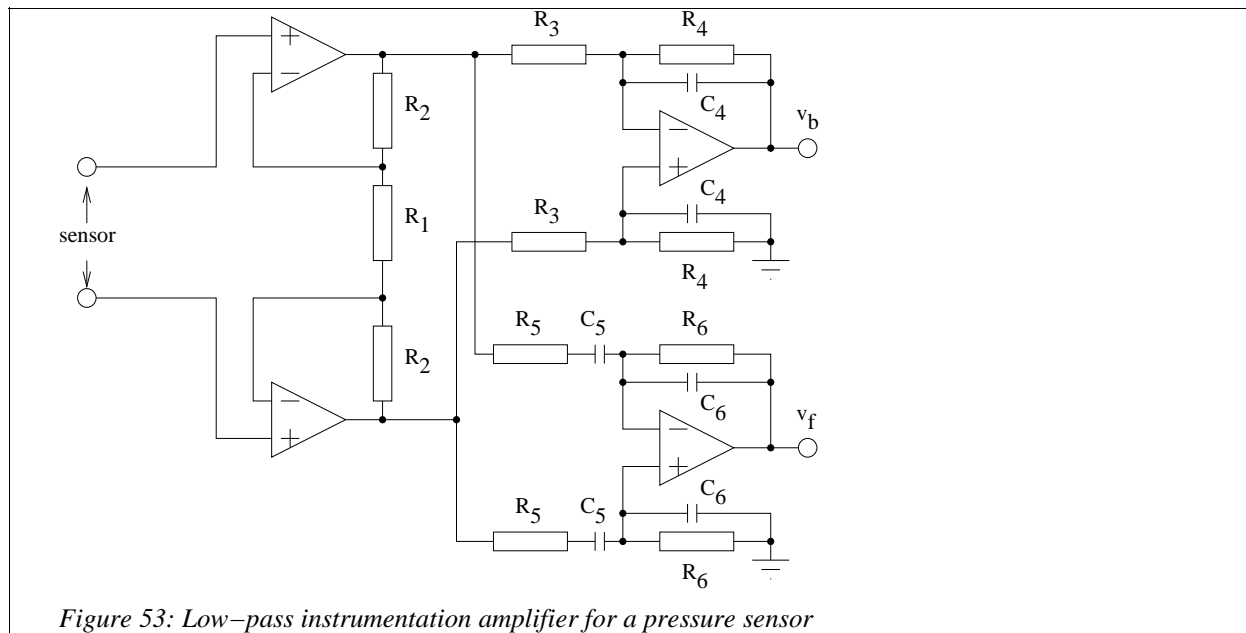 R3 R4
C4
R2
vb
C4
R3
R1
sensor
R4
R5 C5 R6
R2
C6
vf
C6
R5 C5
R6
Figure 53: Low−pass instrumentation amplifier for a pressure sensor